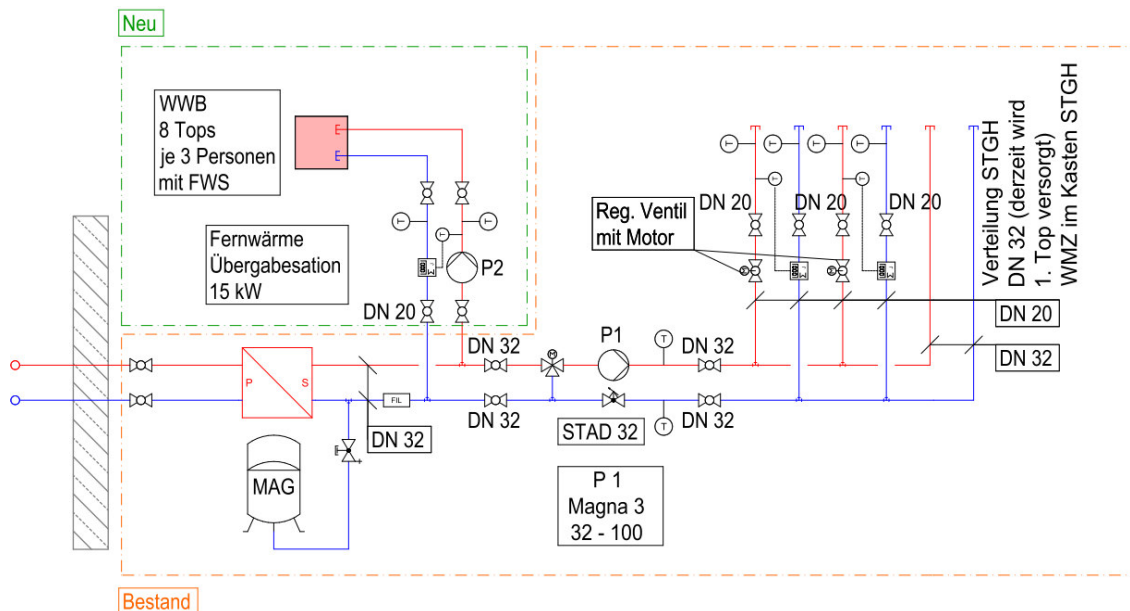 Neu
WWB
8 Tops
je 3 Personen
mit FWS
Fernwärme
Übergabesation
15 kW
T
T
T
P2
DN 20
T
T
T
T
T
T
DN 20
DN 20
DN 20
Reg. Ventil
mit Motor
M
M
Verteilung STGH
DN 32 (derzeit wird
1. Top versorgt)
WMZ im Kasten STGH
DN 20
DN 32
P
S
FIL
DN 32
DN 32
M
P1
T
DN 32
DN 32
STAD 32
T
DN 32
MAG
P 1
Magna 3
32 - 100
Bestand